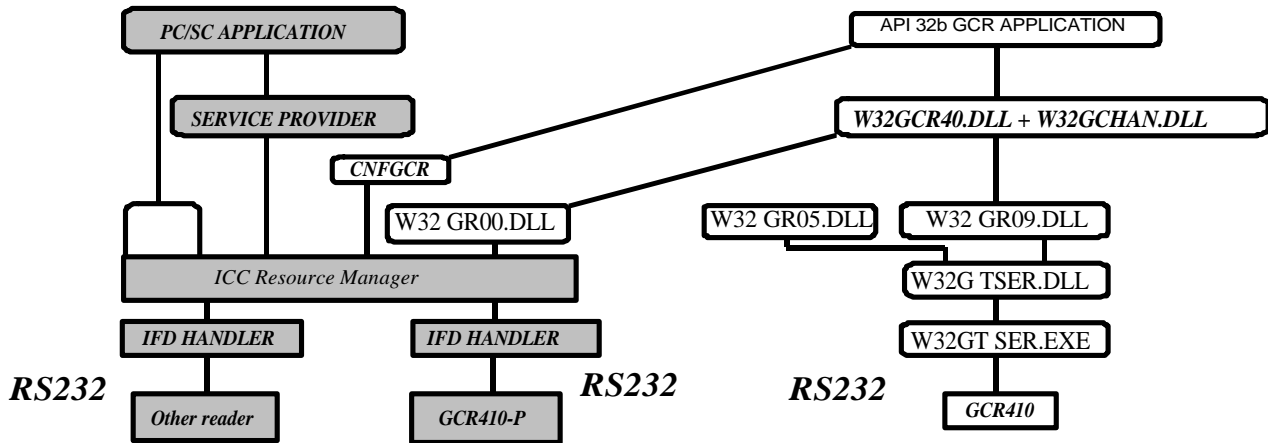 PC/SC APPLICATION
API 32b GCR APPLICATION
SERVICE PROVIDER
W32GCR40.DLL + W32GCHAN.DLL
CNFGCR
W32 GR00.DLL
W32 GR05.DLL
W32 GR09.DLL
ICC Resource Manager
W32G TSER.DLL
IFD HANDLER
IFD HANDLER
W32GT SER.EXE
RS232
RS232
RS232
Other reader
GCR410-P
GCR410